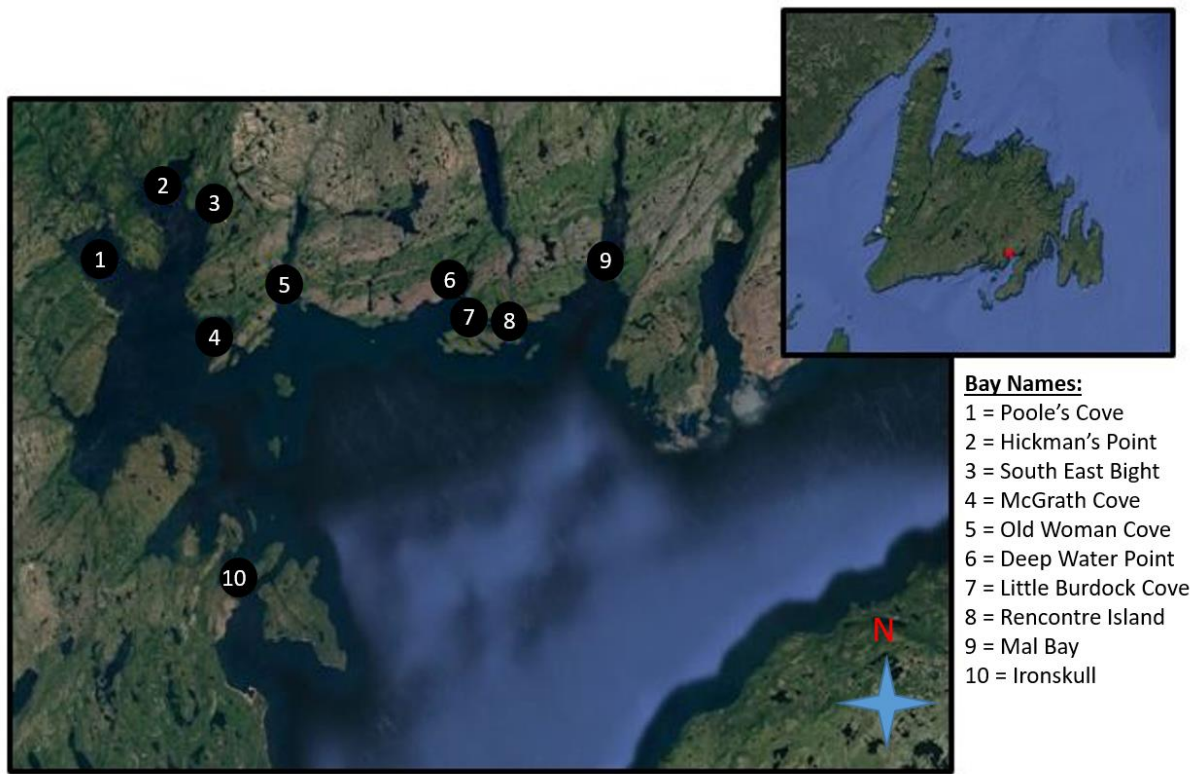 2
3
1
5
6
9
7
8
4
10
N
Bay Names:
1 = Poole's Cove
2 = Hickman's Point
3 = South East Bight
4 = McGrath Cove
5 = Old Woman Cove
6 = Deep Water Point
7 = Little Burdock Cove
8 = Rencontre Island
9 = Mal Bay
10 = Ironskull